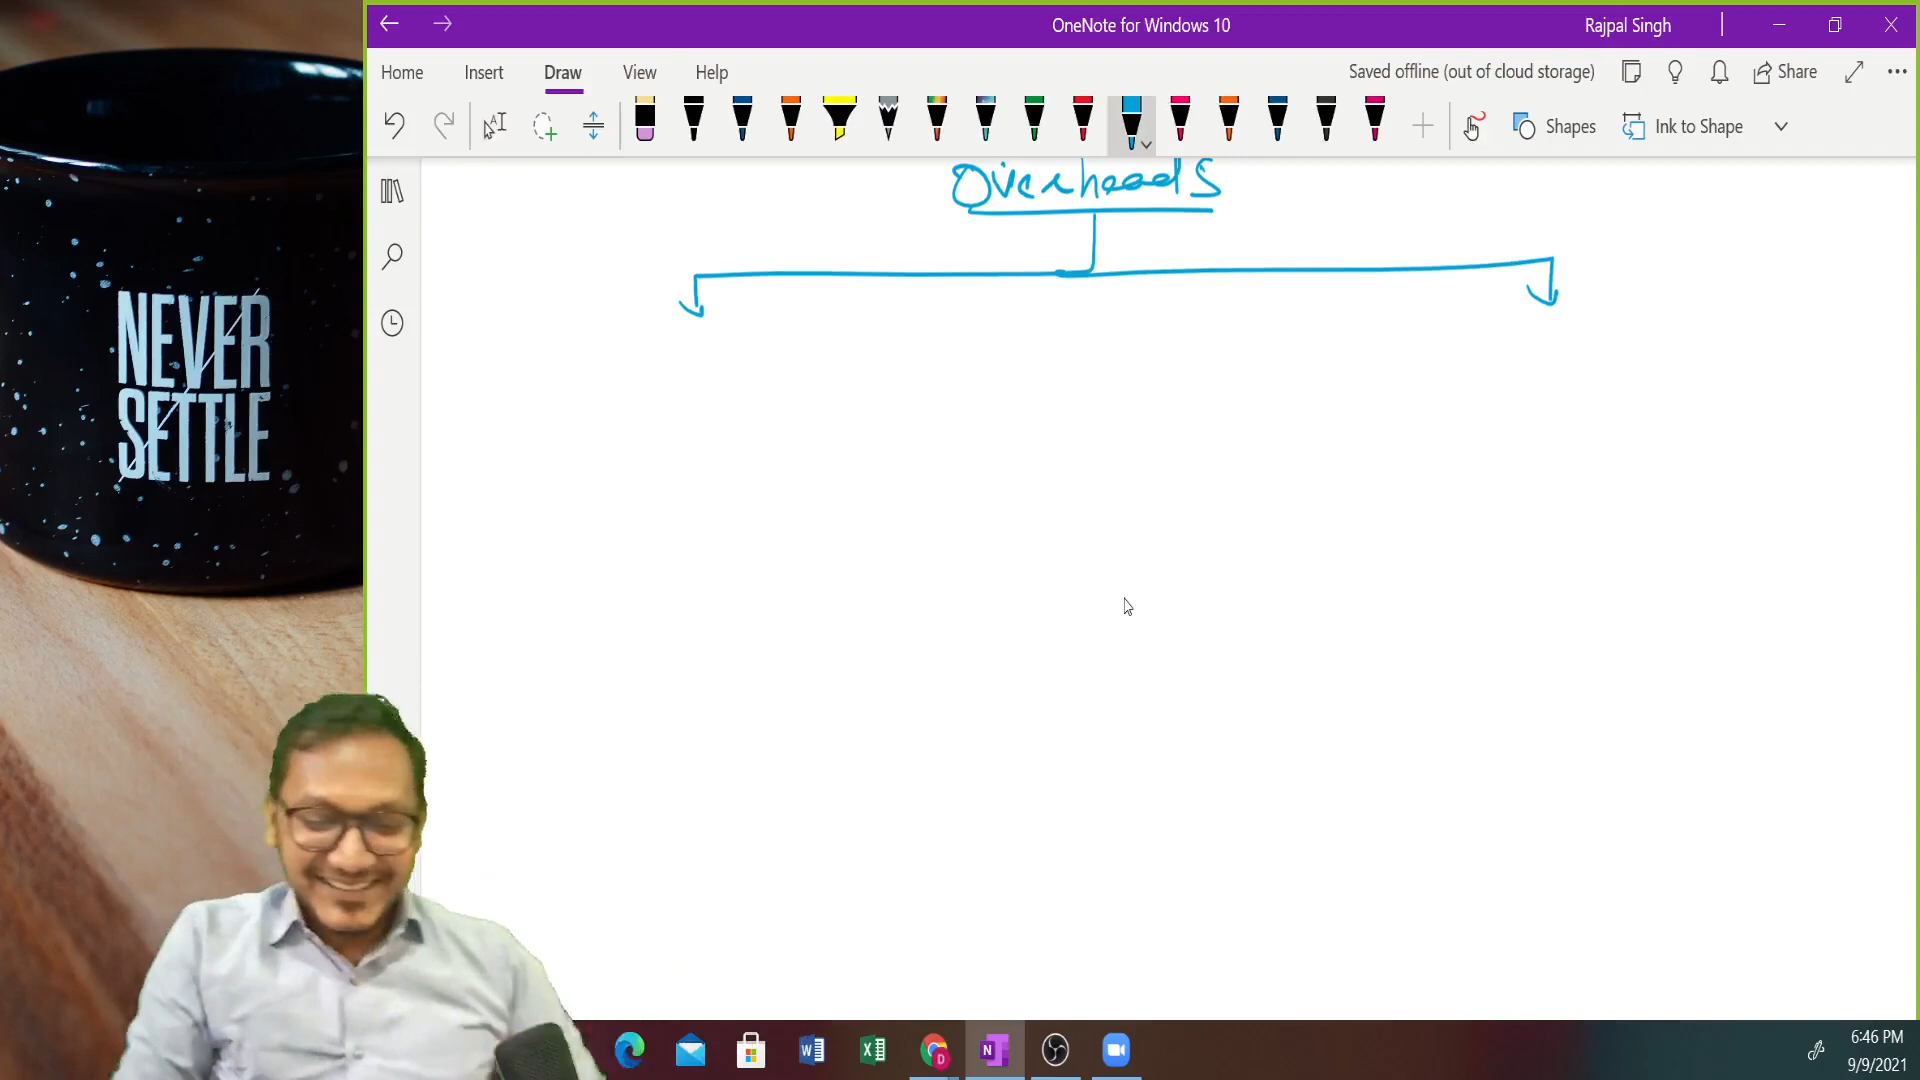 OneNote for Windows 10
Rajpal Singh
Home Insert Draw View Help
Saved offline (out of cloud storage)
Share
Shapes
Ink to Shape
Overheads
NEVER
SETTLE
6:46 PM
9/9/2021